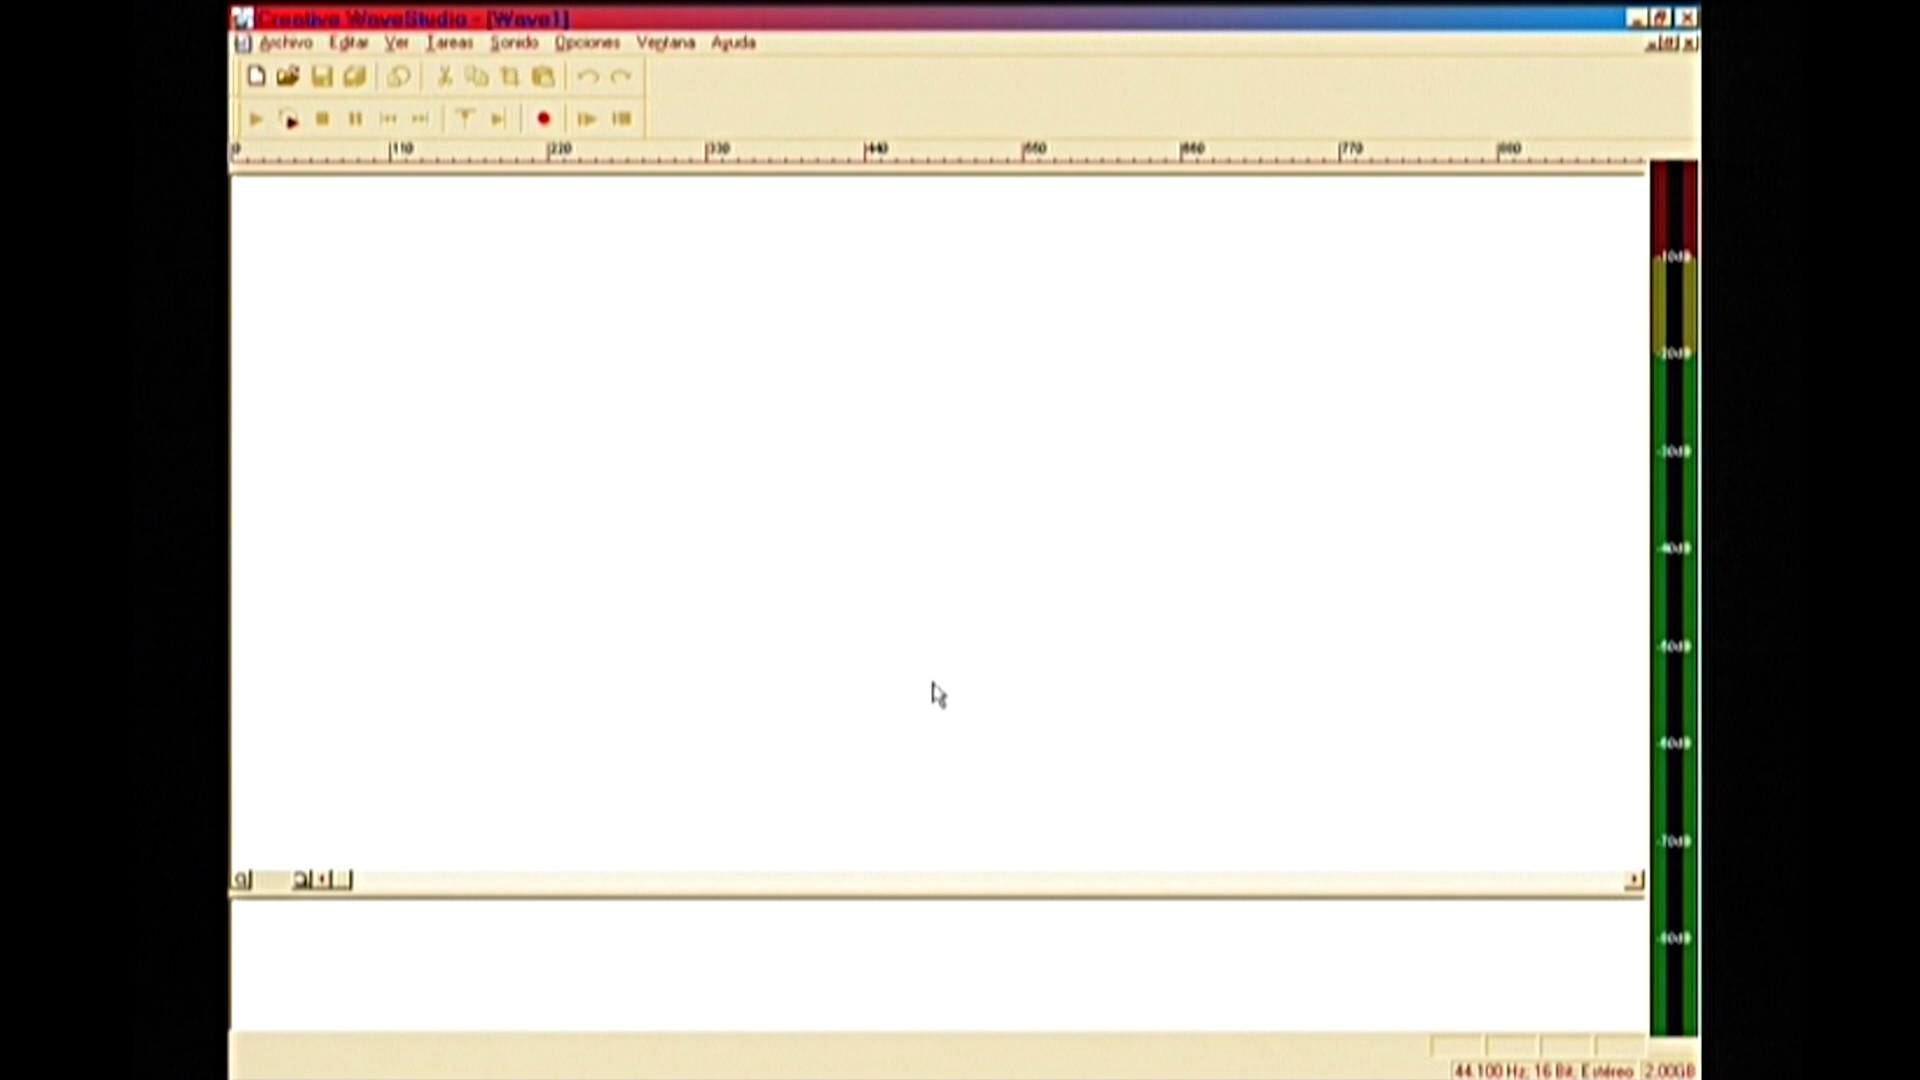 Creative WaveStudio - [Wave1]
Archivo Editar Ver Tareas Sonido Opciones Ventana Ayuda
0 110 220 330 440 550 660 770 880
-10dB
-20dB
-30dB
-40dB
-50dB
-60dB
-70dB
-80dB
44.100 Hz; 16 Bit; Estéreo 2.00GB